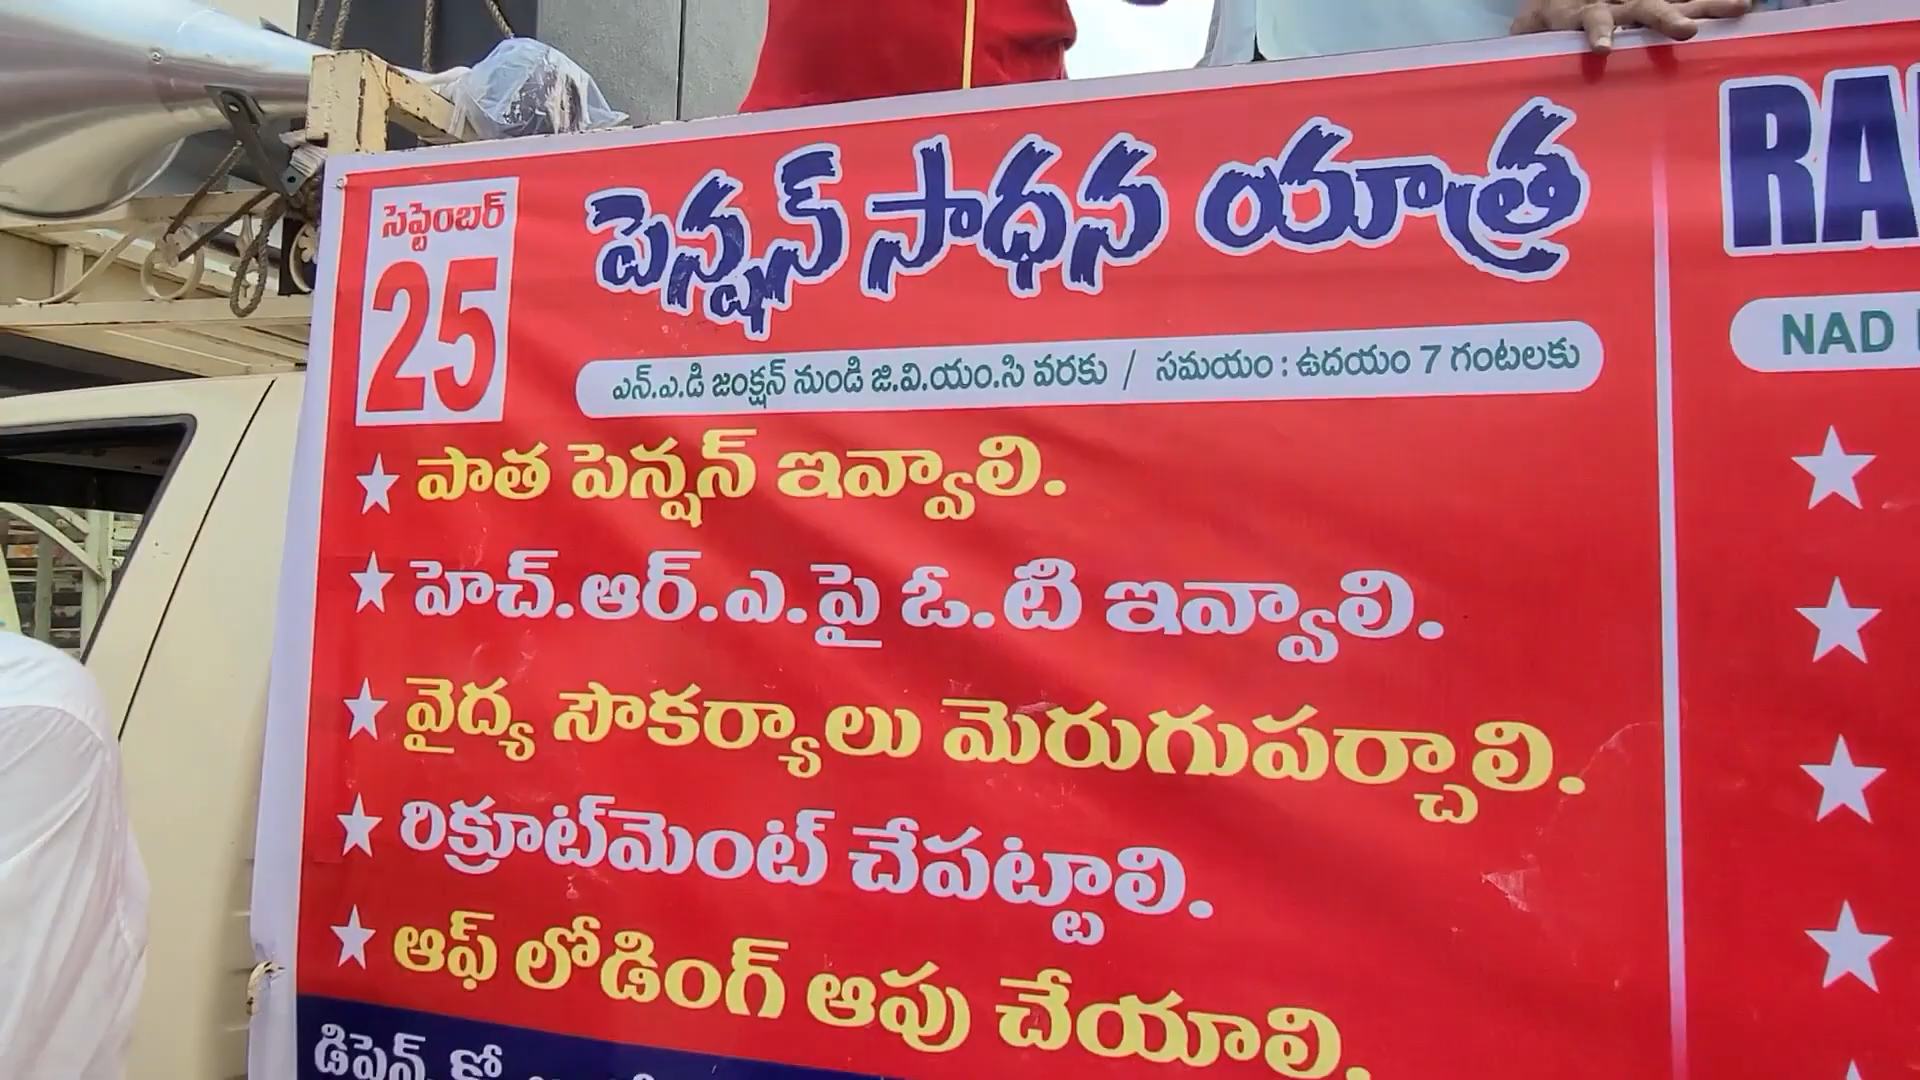 సెప్టెంబర్
25
పెన్షన్ సాధన యాత్ర
ఎన్.ఎ.డి జంక్షన్ నుండి జి.వి.యం.సి వరకు / సమయం : ఉదయం 7 గంటలకు
★ పాత పెన్షన్ ఇవ్వాలి.
★ హెచ్.ఆర్.ఎ.పై ఓ.టి ఇవ్వాలి.
★ వైద్య సౌకర్యాలు మెరుగుపర్చాలి.
★ రిక్రూట్‌మెంట్ చేపట్టాలి.
★ ఆఫ్ లోడింగ్ ఆపు చేయాలి.
NAD